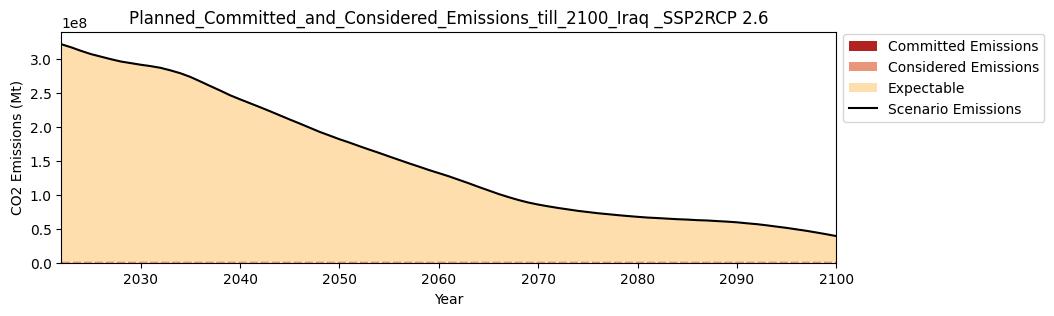 Planned_Committed_and_Considered_Emissions_till_2100_Iraq _SSP2RCP 2.6
1e8
CO2 Emissions (Mt)
3.0
2.5
2.0
1.5
1.0
0.5
0.0
2030 2040 2050 2060 2070 2080 2090 2100
Year
Committed Emissions
Considered Emissions
Expectable
Scenario Emissions